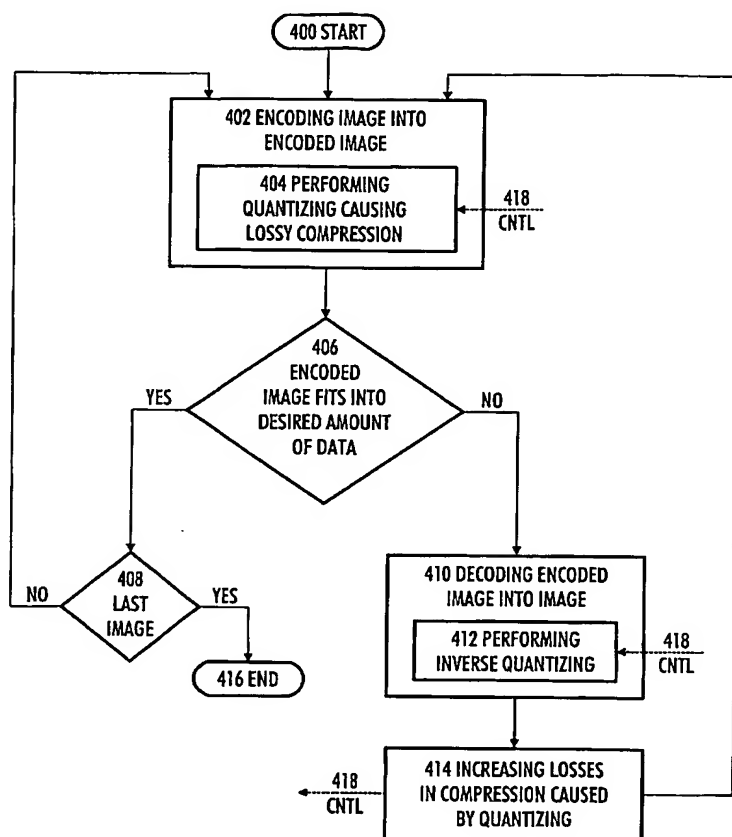 400 START
402 ENCODING IMAGE INTO
ENCODED IMAGE
404 PERFORMING
QUANTIZING CAUSING
LOSSY COMPRESSION
418
CNTL
406
ENCODED
IMAGE FITS INTO
DESIRED AMOUNT
OF DATA
YES
NO
408
LAST
IMAGE
NO
YES
416 END
410 DECODING ENCODED
IMAGE INTO IMAGE
412 PERFORMING
INVERSE QUANTIZING
418
CNTL
414 INCREASING LOSSES
IN COMPRESSION CAUSED
BY QUANTIZING
418
CNTL